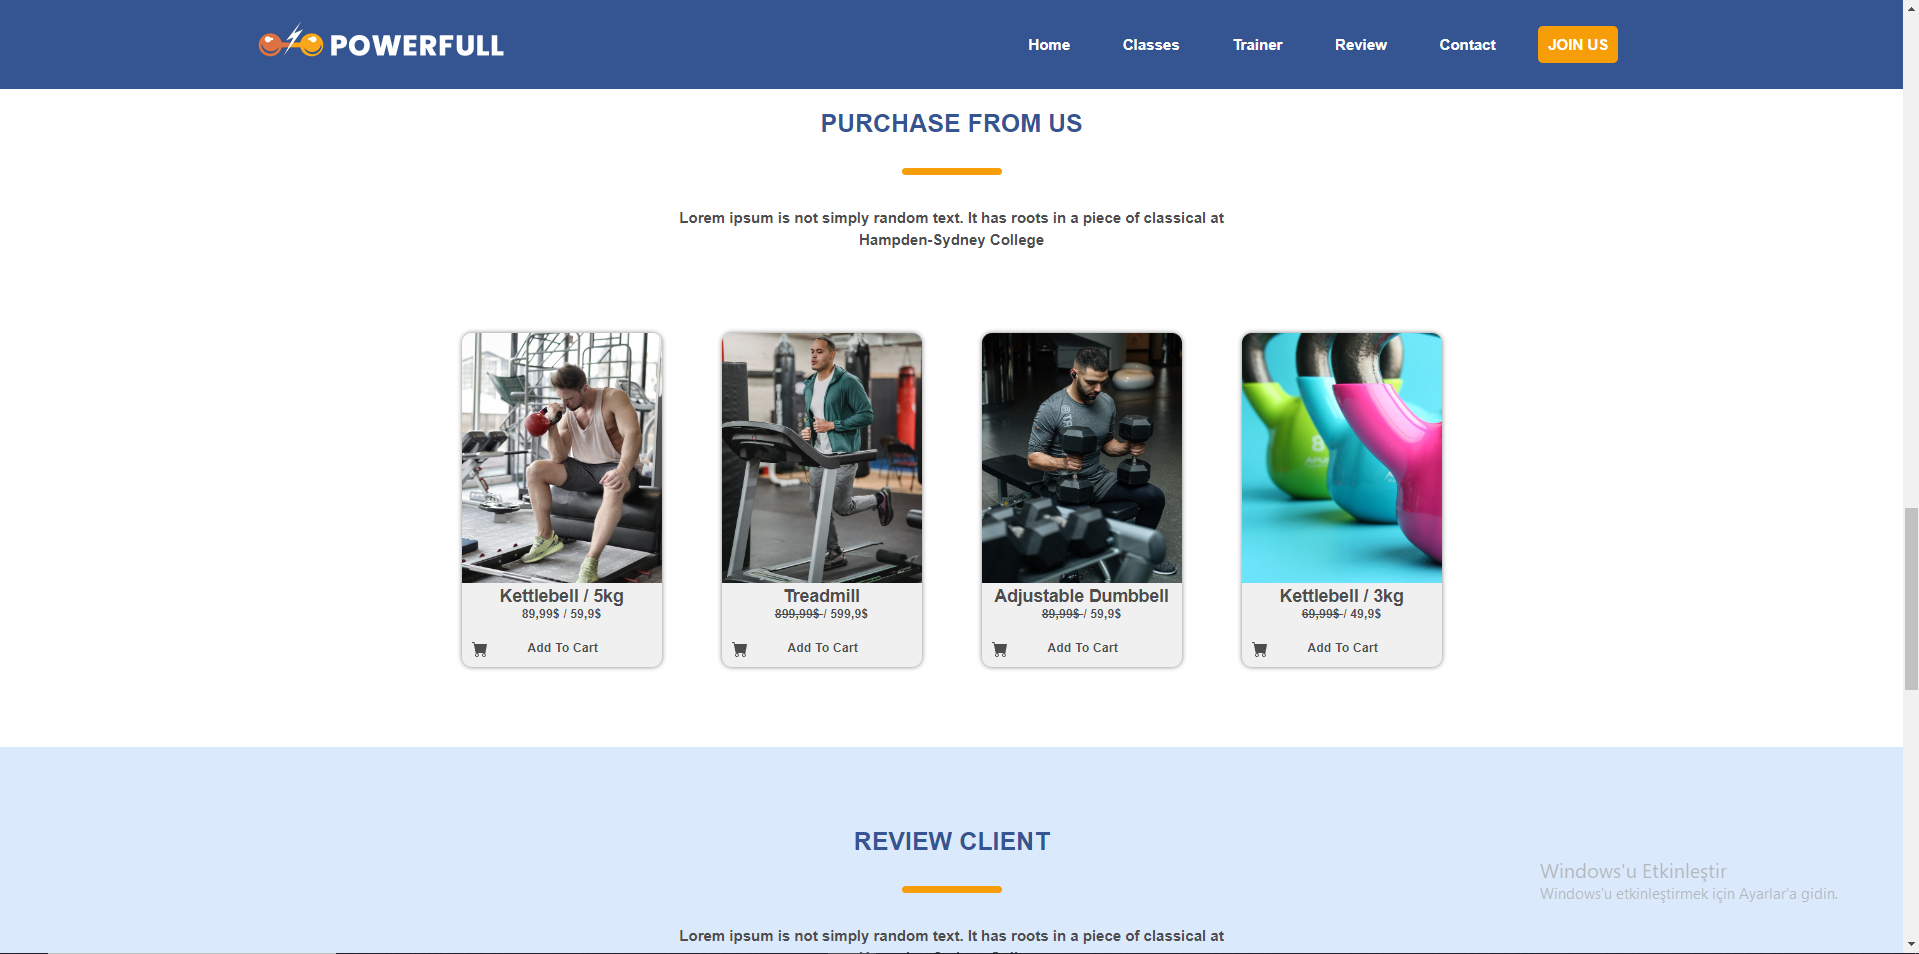 POWERFULL
Home Classes Trainer Review Contact JOIN US
PURCHASE FROM US
Lorem ipsum is not simply random text. It has roots in a piece of classical at
Hampden-Sydney College
Kettlebell / 5kg
89,99$ / 59,9$
Add To Cart
Treadmill
899,99$ / 599,9$
Add To Cart
Adjustable Dumbbell
89,99$ / 59,9$
Add To Cart
8
Kettlebell / 3kg
69,99$ / 49,9$
Add To Cart
REVIEW CLIENT
Lorem ipsum is not simply random text. It has roots in a piece of classical at
Windows'u Etkinleştir
Windows'u etkinleştirmek için Ayarlar'a gidin.